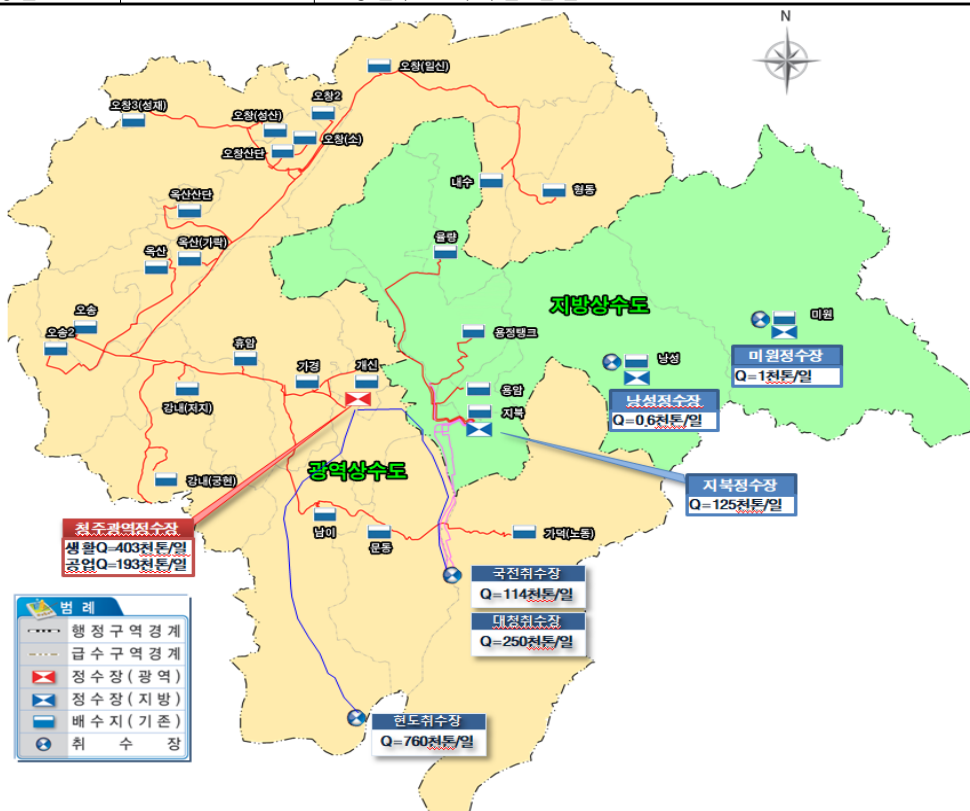 N
오창(일신)
오창3(성재)
오창(성산)
오창2
오창(소)
오창산단
내수
형동
옥산산단
옥산
옥산(가락)
율량
지방상수도
오송
오송2
용정탱크
미원
미원정수장
Q=1천톤/일
휴암
가경
개신
낭성
낭성정수장
Q=0.6천톤/일
강내(저지)
용암
지북
광역상수도
강내(궁현)
지북정수장
Q=125천톤/일
청주광역정수장
생활Q=403천톤/일
공업Q=193천톤/일
남이
문동
가덕(노동)
국전취수장
Q=114천톤/일
대청취수장
Q=250천톤/일
범 례
행정구역경계
급수구역경계
정수장(광역)
정수장(지방)
배수지(기존)
취 수 장
현도취수장
Q=760천톤/일